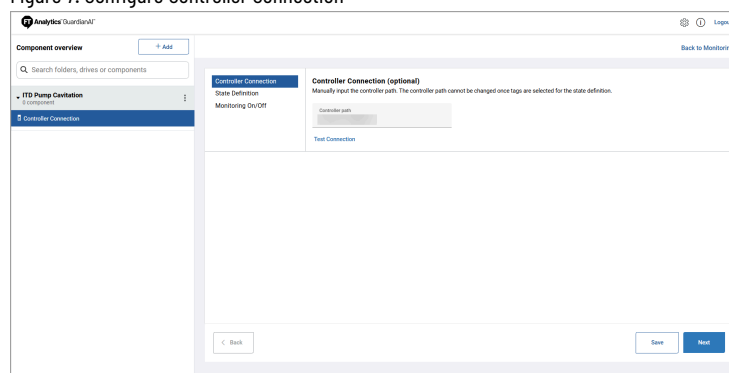 Figure 7. Configure Controller Connection
FT Analytics™ GuardianAI™
Logou
Component overview
+ Add
Back to Monitorin
Search folders, drives or components
ITD Pump Cavitation
0 component
Controller Connection
Controller Connection
State Definition
Monitoring On/Off
Controller Connection (optional)
Manually input the controller path. The controller path cannot be changed once tags are selected for the state definition.
Controller path
Test Connection
< Back
Save
Next